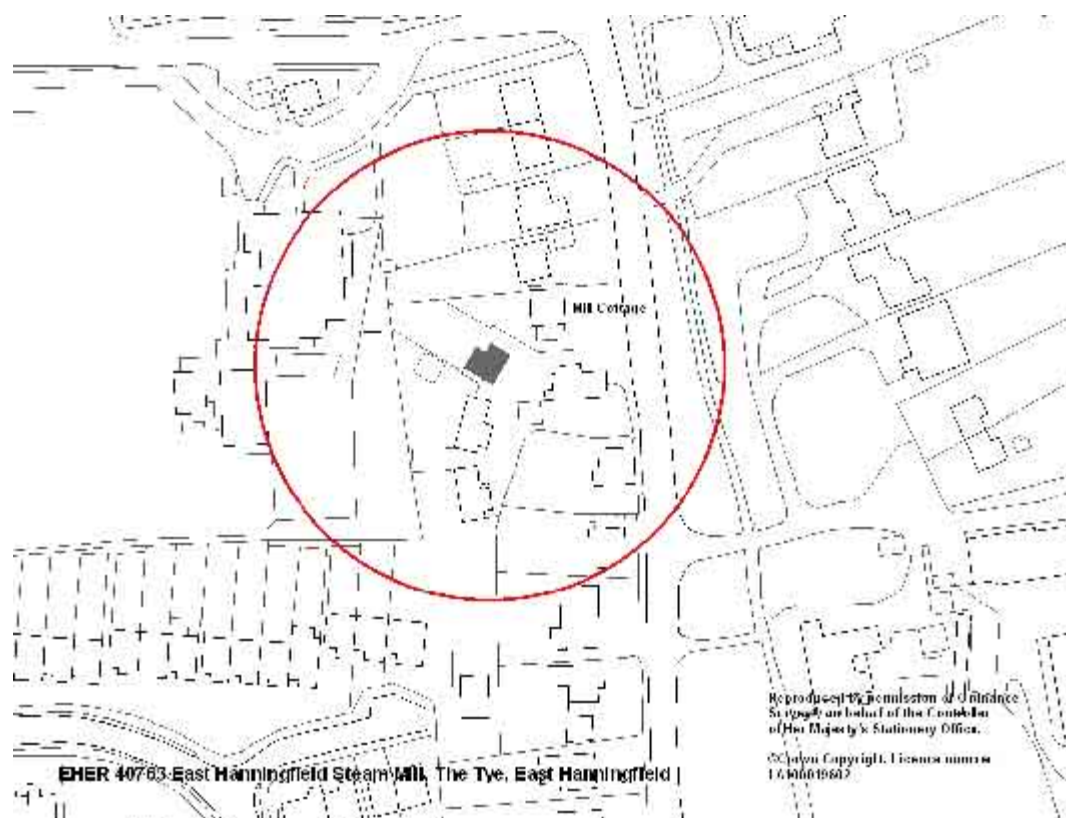 Mill Cottage
Reproduced by permission of Ordnance
Survey on behalf of the Controller
of Her Majesty's Stationery Office.
©Crown Copyright. Licence number
EHER 40763 East Hanningfield Steam Mill, The Tye, East Hanningfield